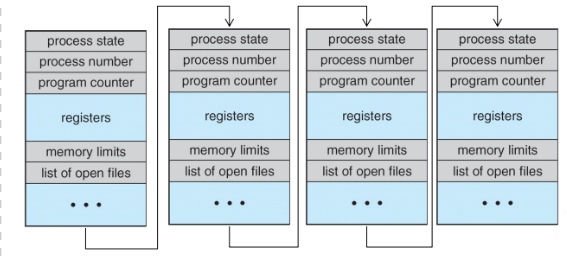 process state
process number
program counter
registers
memory limits
list of open files
• • •
process state
process number
program counter
registers
memory limits
list of open files
• • •
process state
process number
program counter
registers
memory limits
list of open files
• • •
process state
process number
program counter
registers
memory limits
list of open files
• • •